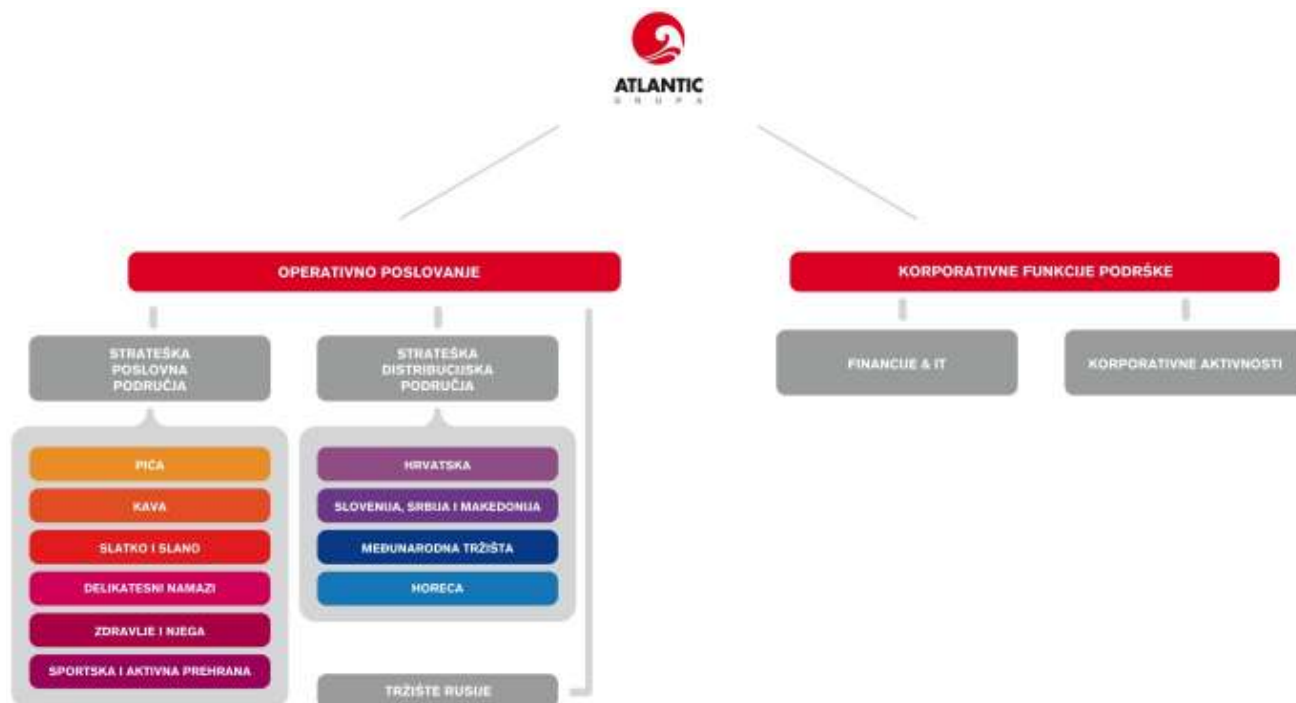 ATLANTIC
GRUPA
OPERATIVNO POSLOVANJE
KORPORATIVNE FUNKCIJE PODRŠKE
STRATEŠKA
POSLOVNA
PODRUČJA
STRATEŠKA
DISTRIBUCIJSKA
PODRUČJA
FINANCIJE & IT
KORPORATIVNE AKTIVNOSTI
PIĆA
KAVA
SLATKO I SLANO
DELIKATESNI NAMAZI
ZDRAVLJE I NJEGA
SPORTSKA I AKTIVNA PREHRANA
HRVATSKA
SLOVENIJA, SRBIJA I MAKEDONIJA
MEĐUNARODNA TRŽIŠTA
HORECA
TRŽIŠTE RUSIJE